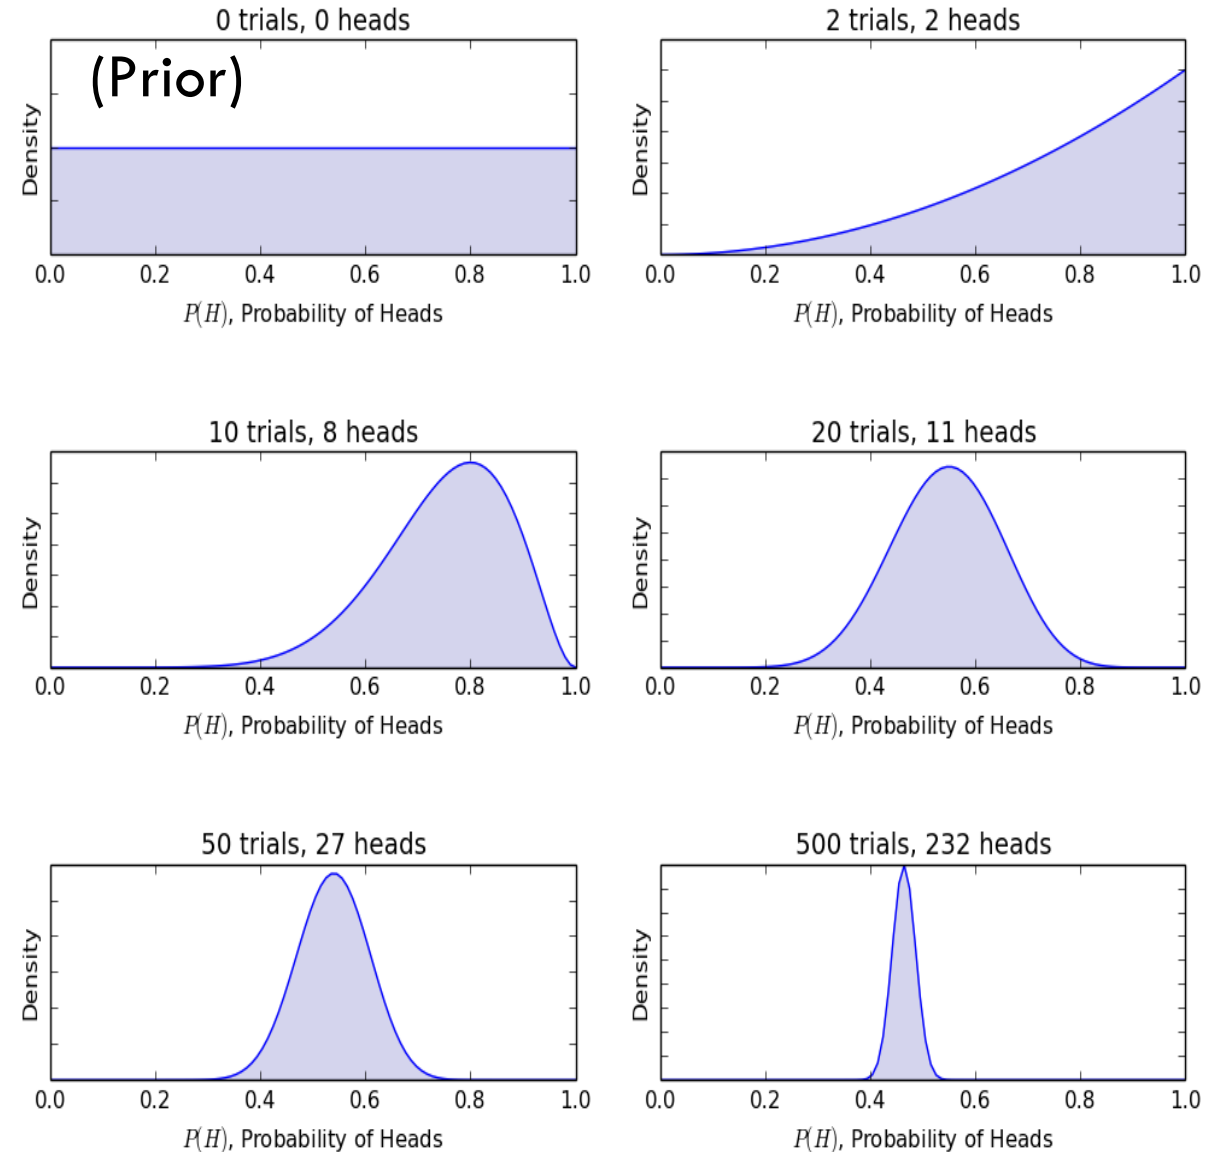 0 trials, 0 heads
(Prior)
Density
0.0 0.2 0.4 0.6 0.8 1.0
P(H), Probability of Heads
2 trials, 2 heads
Density
0.0 0.2 0.4 0.6 0.8 1.0
P(H), Probability of Heads
10 trials, 8 heads
Density
0.0 0.2 0.4 0.6 0.8 1.0
P(H), Probability of Heads
20 trials, 11 heads
Density
0.0 0.2 0.4 0.6 0.8 1.0
P(H), Probability of Heads
50 trials, 27 heads
Density
0.0 0.2 0.4 0.6 0.8 1.0
P(H), Probability of Heads
500 trials, 232 heads
Density
0.0 0.2 0.4 0.6 0.8 1.0
P(H), Probability of Heads